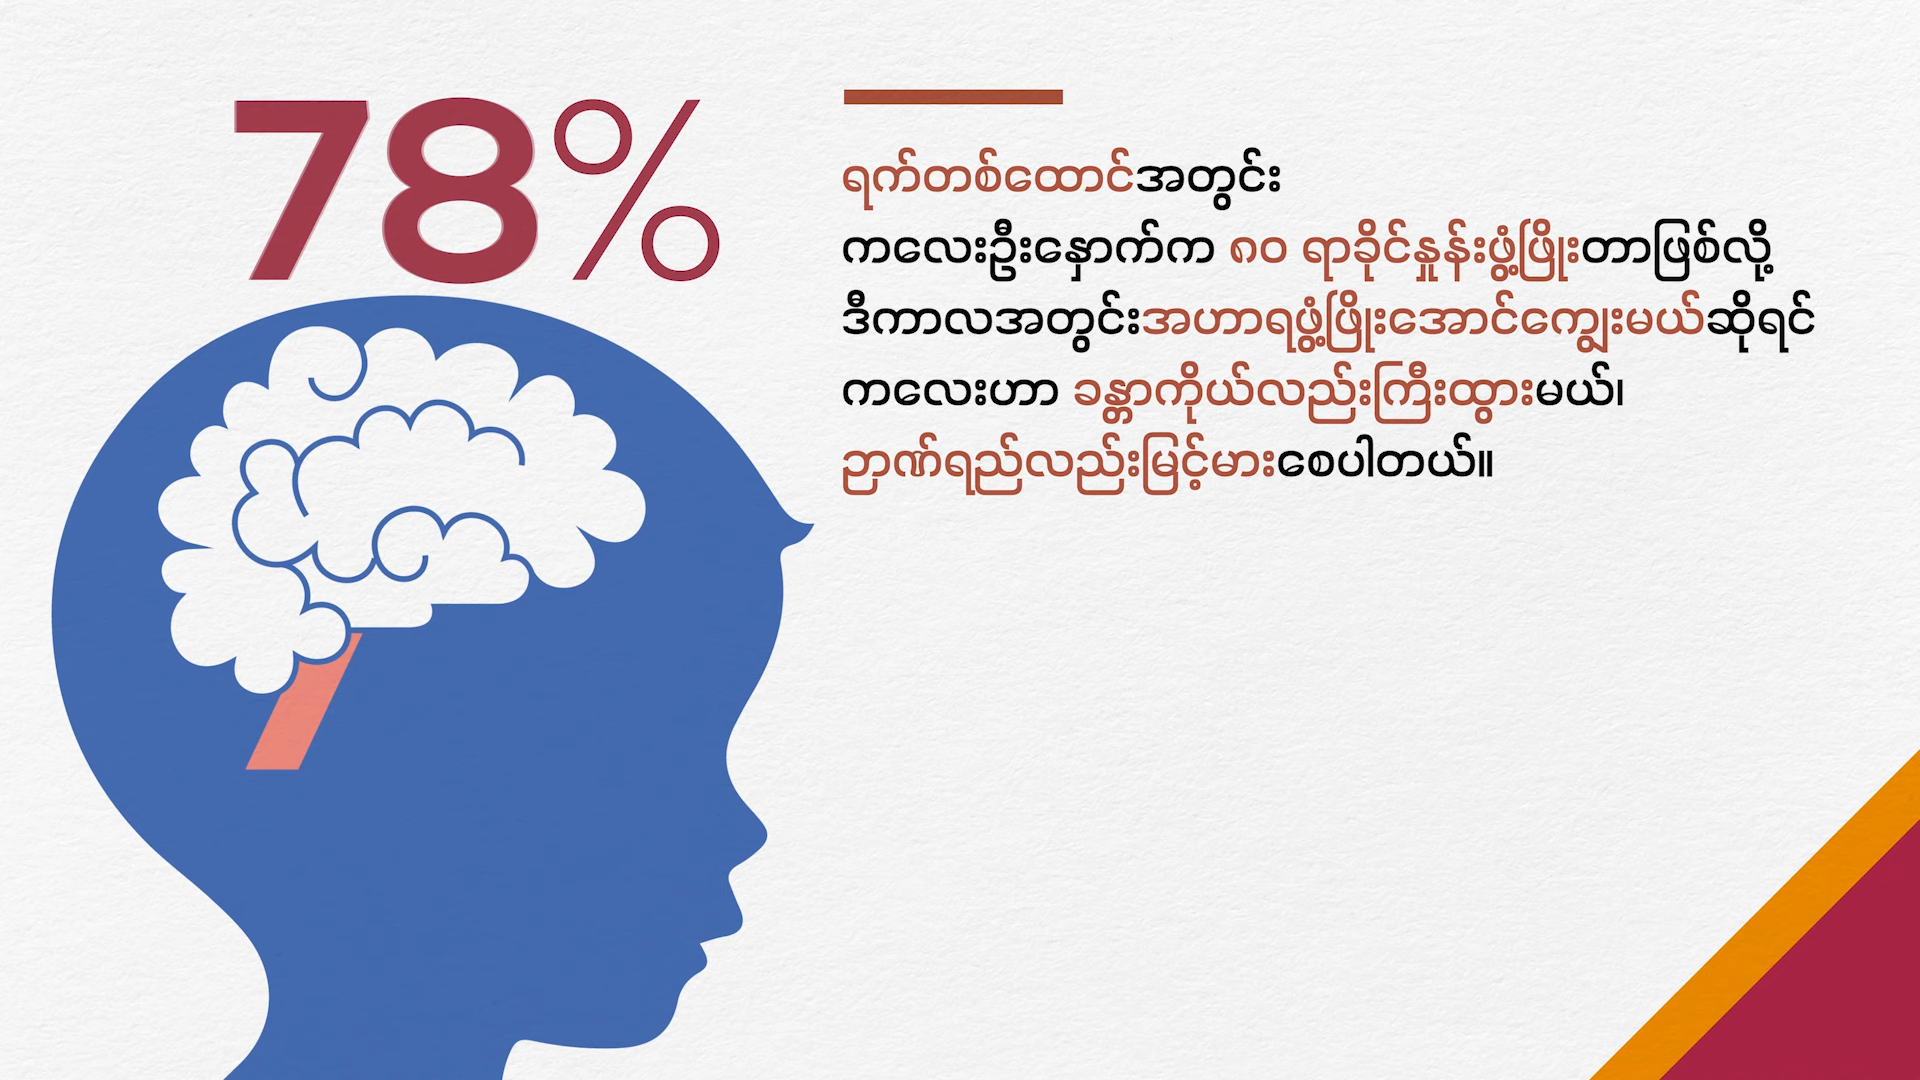 78%
ရက်တစ်ထောင်အတွင်း
ကလေးဦးနှောက်က ၈၀ ရာခိုင်နှုန်းဖွံ့ဖြိုးတာဖြစ်လို့
ဒီကာလအတွင်းအဟာရဖွံ့ဖြိုးအောင်ကျွေးမယ်ဆိုရင်
ကလေးဟာ ခန္တာကိုယ်လည်းကြီးထွားမယ်၊
ဉာဏ်ရည်လည်းမြင့်မားစေပါတယ်။